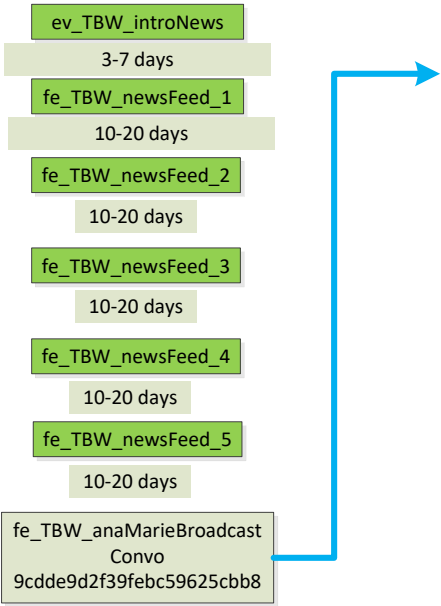 ev_TBW_introNews
3-7 days
fe_TBW_newsFeed_1
10-20 days
fe_TBW_newsFeed_2
10-20 days
fe_TBW_newsFeed_3
10-20 days
fe_TBW_newsFeed_4
10-20 days
fe_TBW_newsFeed_5
10-20 days
fe_TBW_anaMarieBroadcast
Convo
9cdde9d2f39febc59625cbb8